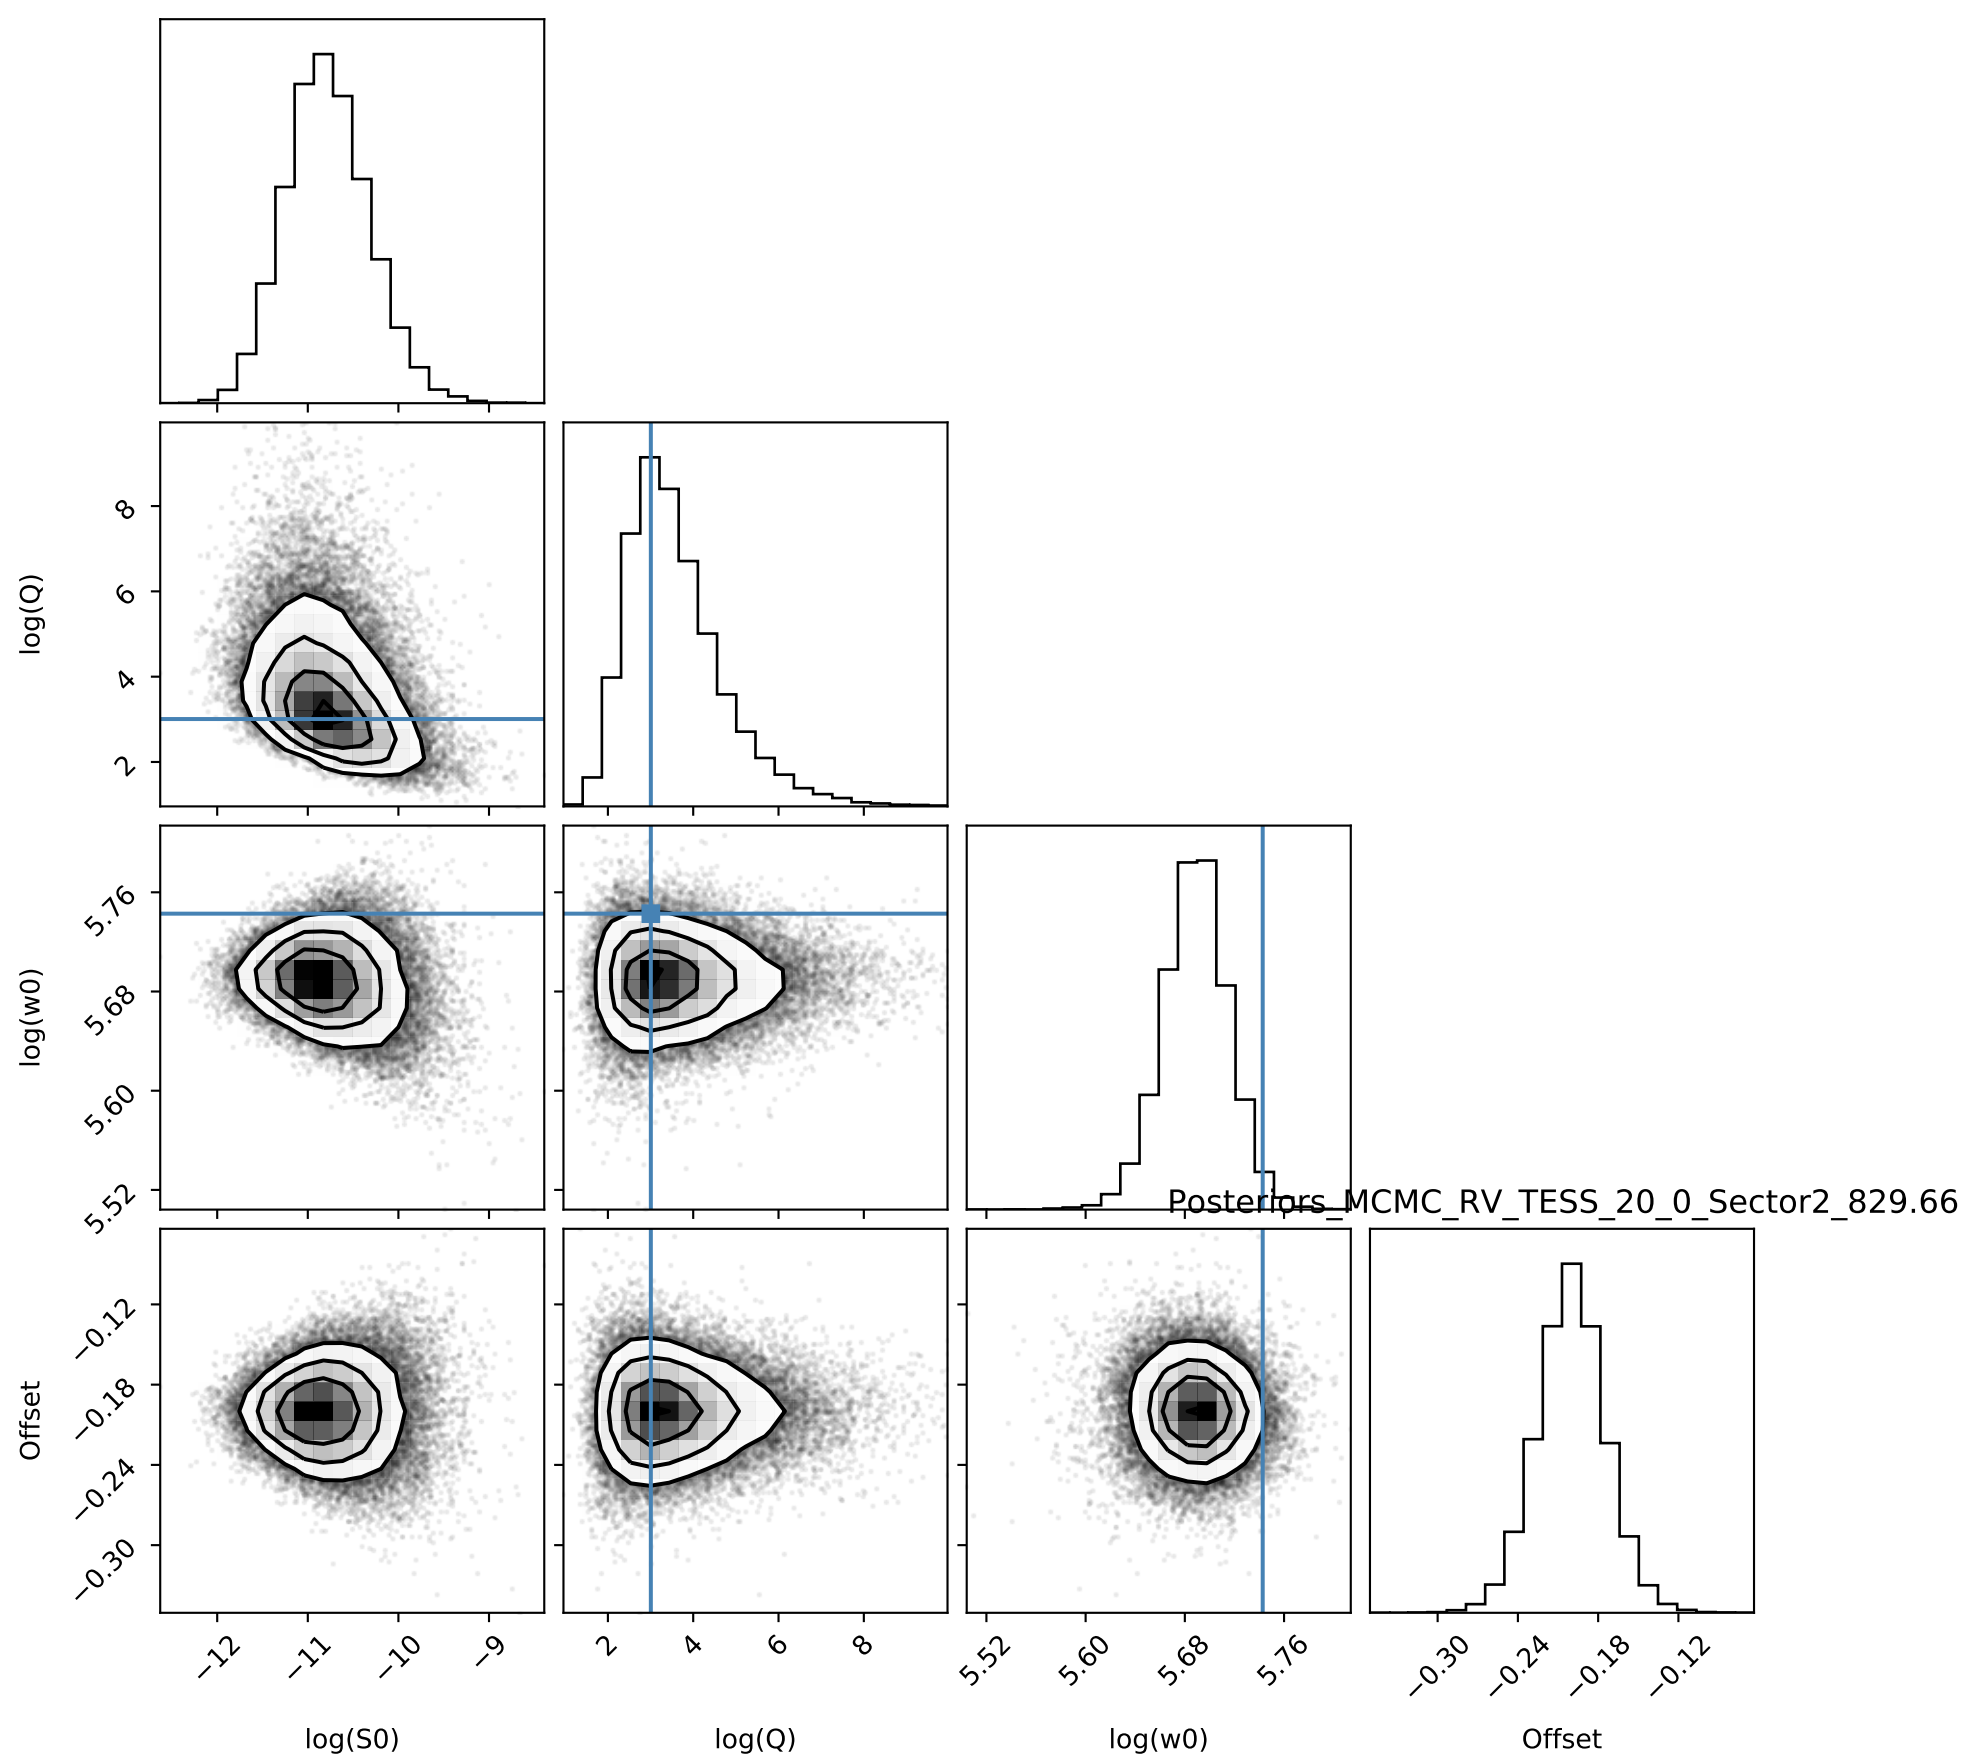 log(Q)
8
6
4
2
log(w0)
5.76
5.68
5.60
5.52
Posteriors_MCMC_RV_TESS_20_0_Sector2_829.66
Offset
−0.12
−0.18
−0.24
−0.30
−12 −11 −10 −9 2 4 6 8 5.52 5.60 5.68 5.76 −0.30 −0.24 −0.18 −0.12
log(S0) log(Q) log(w0) Offset